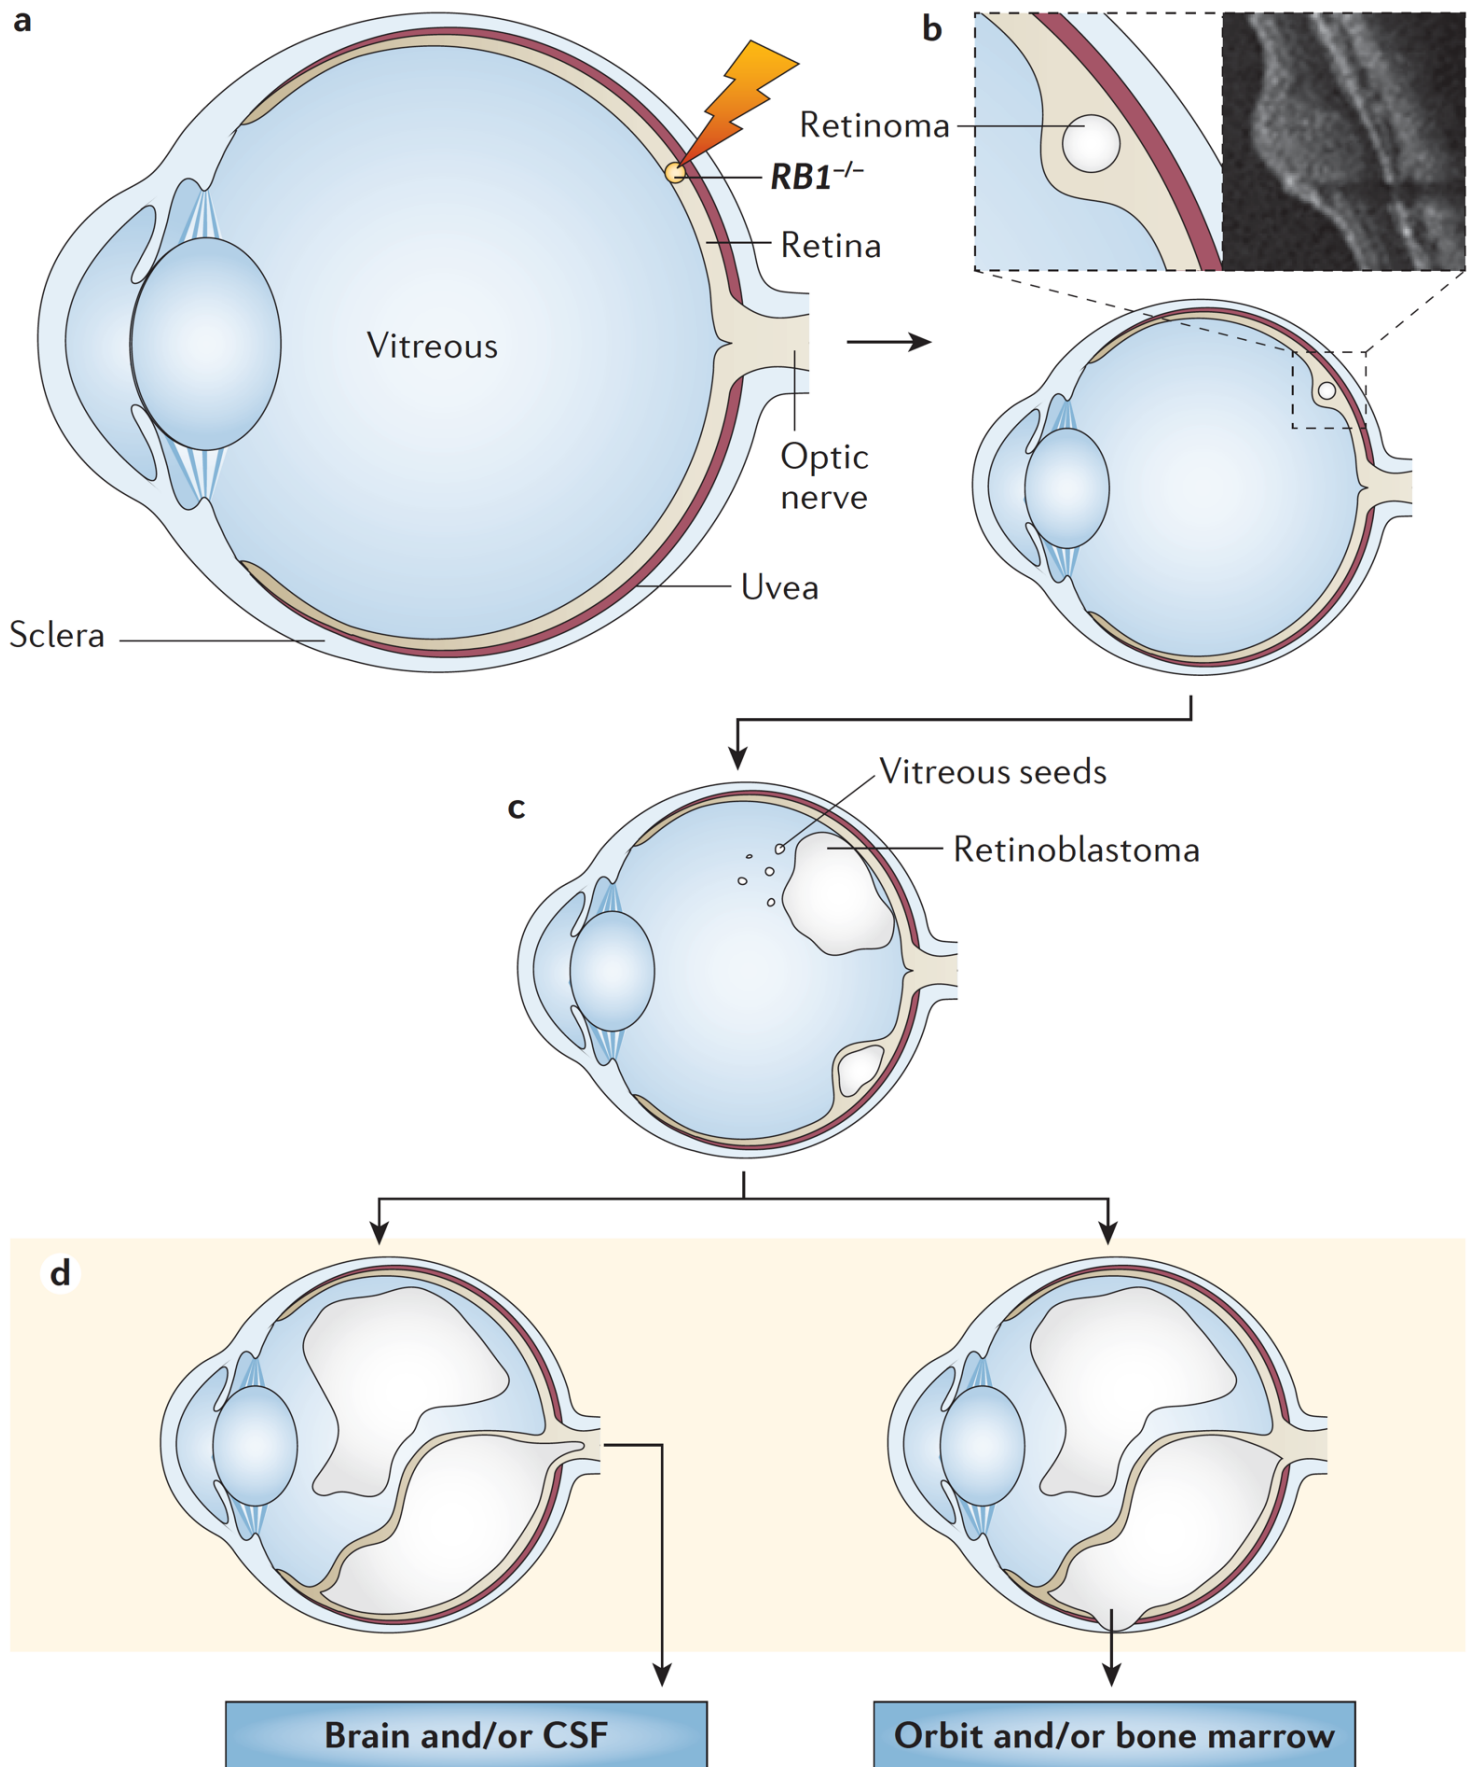 a
b
Retinoma
RB1−/−
Retina
Vitreous
Optic
nerve
Uvea
Sclera
Vitreous seeds
c
Retinoblastoma
d
Brain and/or CSF
Orbit and/or bone marrow